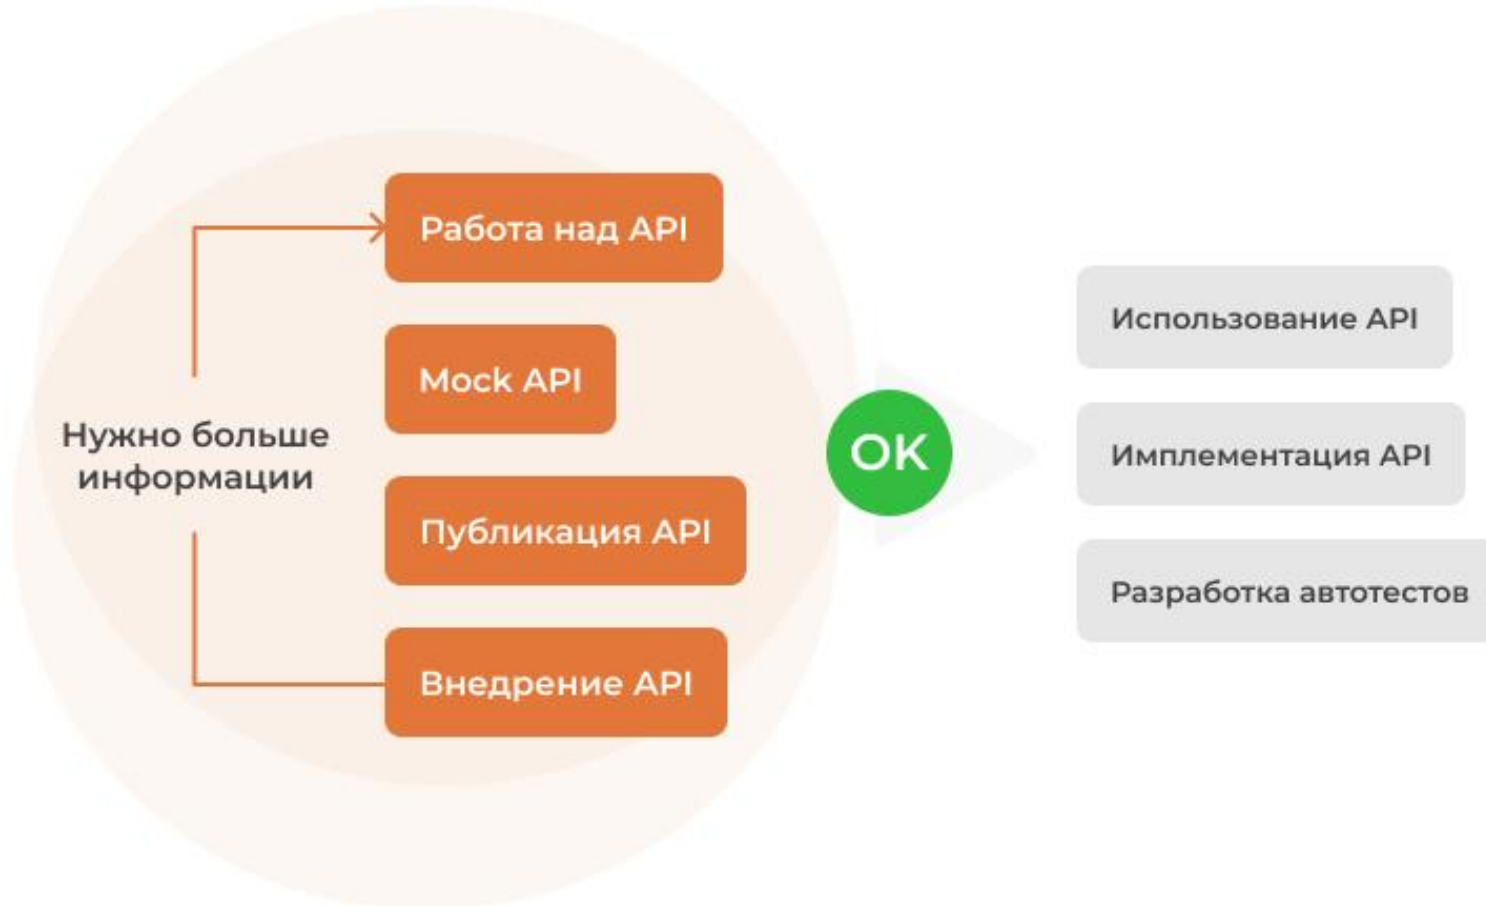 Работа над API
Mock API
Нужно больше
информации
Публикация API
Внедрение API
OK
Использование API
Имплементация API
Разработка автотестов